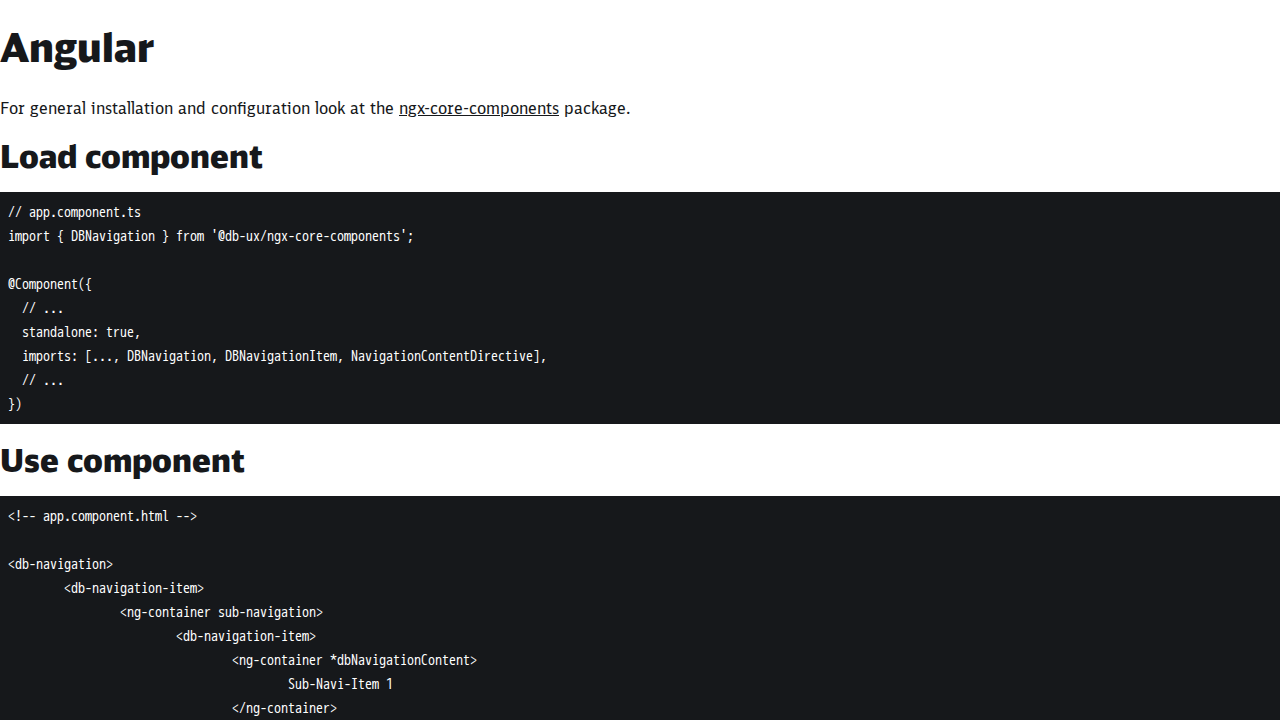 Angular
For general installation and configuration look at the ngx-core-components package.
Load component
// app.component.ts
import { DBNavigation } from '@db-ux/ngx-core-components';
@Component({
  // ...
  standalone: true,
  imports: [..., DBNavigation, DBNavigationItem, NavigationContentDirective],
  // ...
})
Use component
<!-- app.component.html -->
<db-navigation>
	<db-navigation-item>
		<ng-container sub-navigation>
			<db-navigation-item>
				<ng-container *dbNavigationContent>
					Sub-Navi-Item 1
				</ng-container>